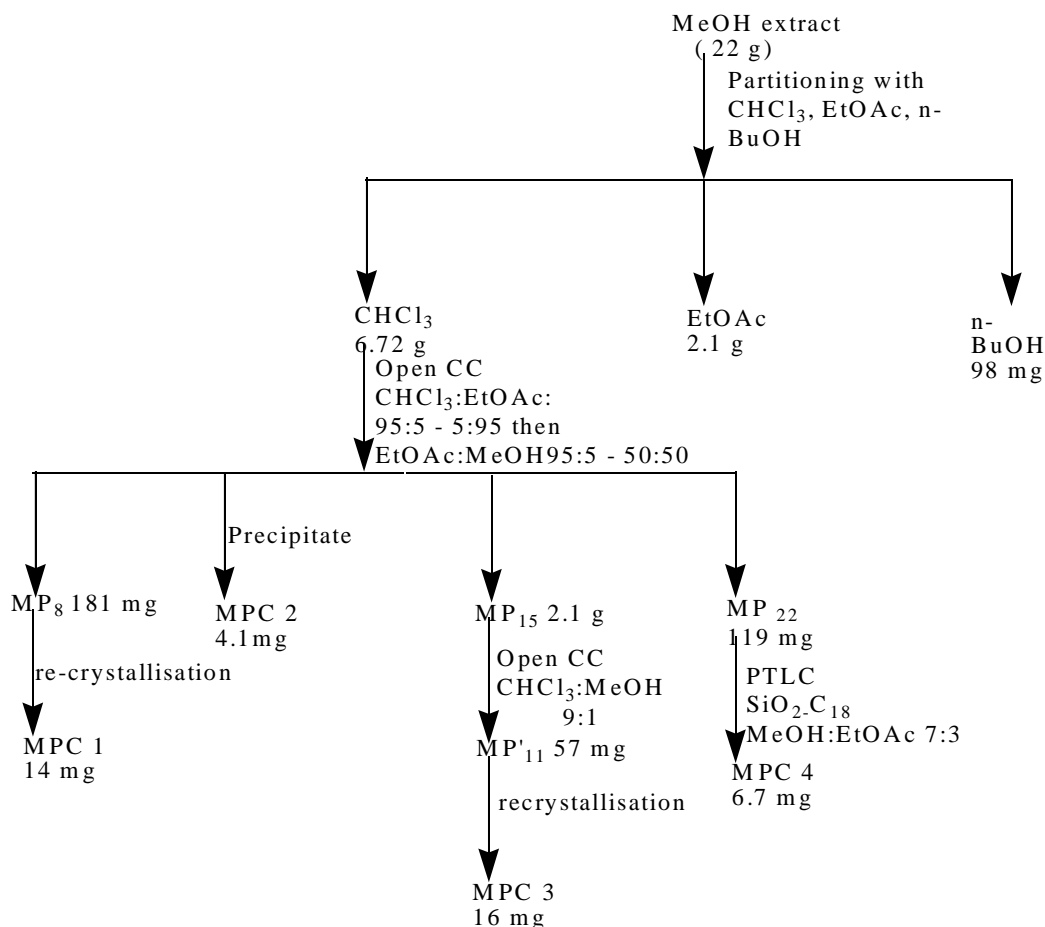 MeOH extract
( 22 g)
Partitioning with
CHCl₃, EtOAc, n-
BuOH
CHCl₃
6.72 g
EtOAc
2.1 g
n-
BuOH
98 mg
Open CC
CHCl₃:EtOAc:
95:5 - 5:95 then
EtOAc:MeOH95:5 - 50:50
Precipitate
MP₈ 181 mg
MPC 2
4.1mg
MP₁₅ 2.1 g
MP ₂₂
119 mg
re-crystallisation
Open CC
CHCl₃:MeOH
9:1
PTLC
SiO₂-C₁₈
MeOH:EtOAc 7:3
MPC 1
14 mg
MP'₁₁ 57 mg
MPC 4
6.7 mg
recrystallisation
MPC 3
16 mg